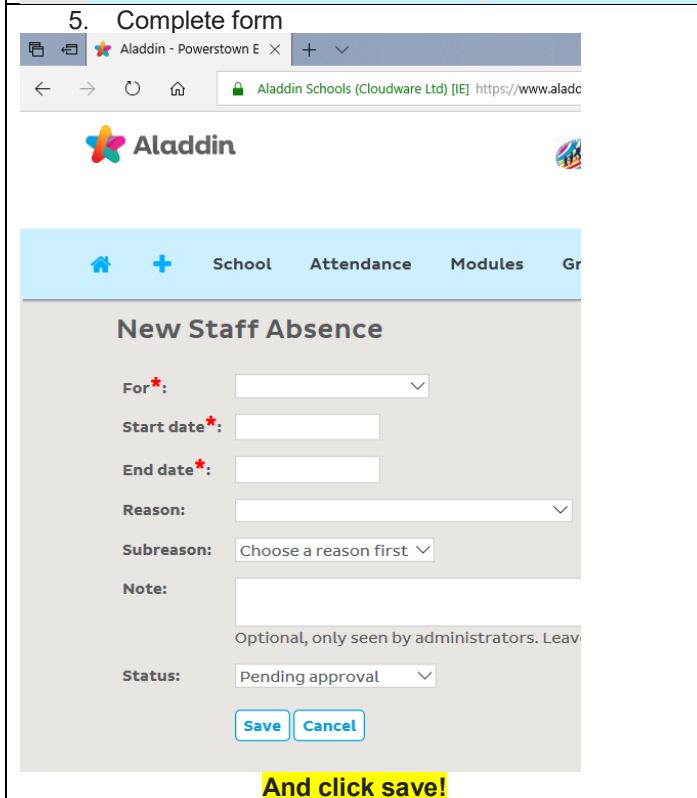 5. Complete form
Aladdin - Powerstown E
Aladdin Schools (Cloudware Ltd) [IE] https://www.aladd
Aladdin
School Attendance Modules Gr
New Staff Absence
For*:
Start date*:
End date*:
Reason:
Subreason: Choose a reason first
Note:
Optional, only seen by administrators. Leav
Status: Pending approval
Save Cancel
And click save!